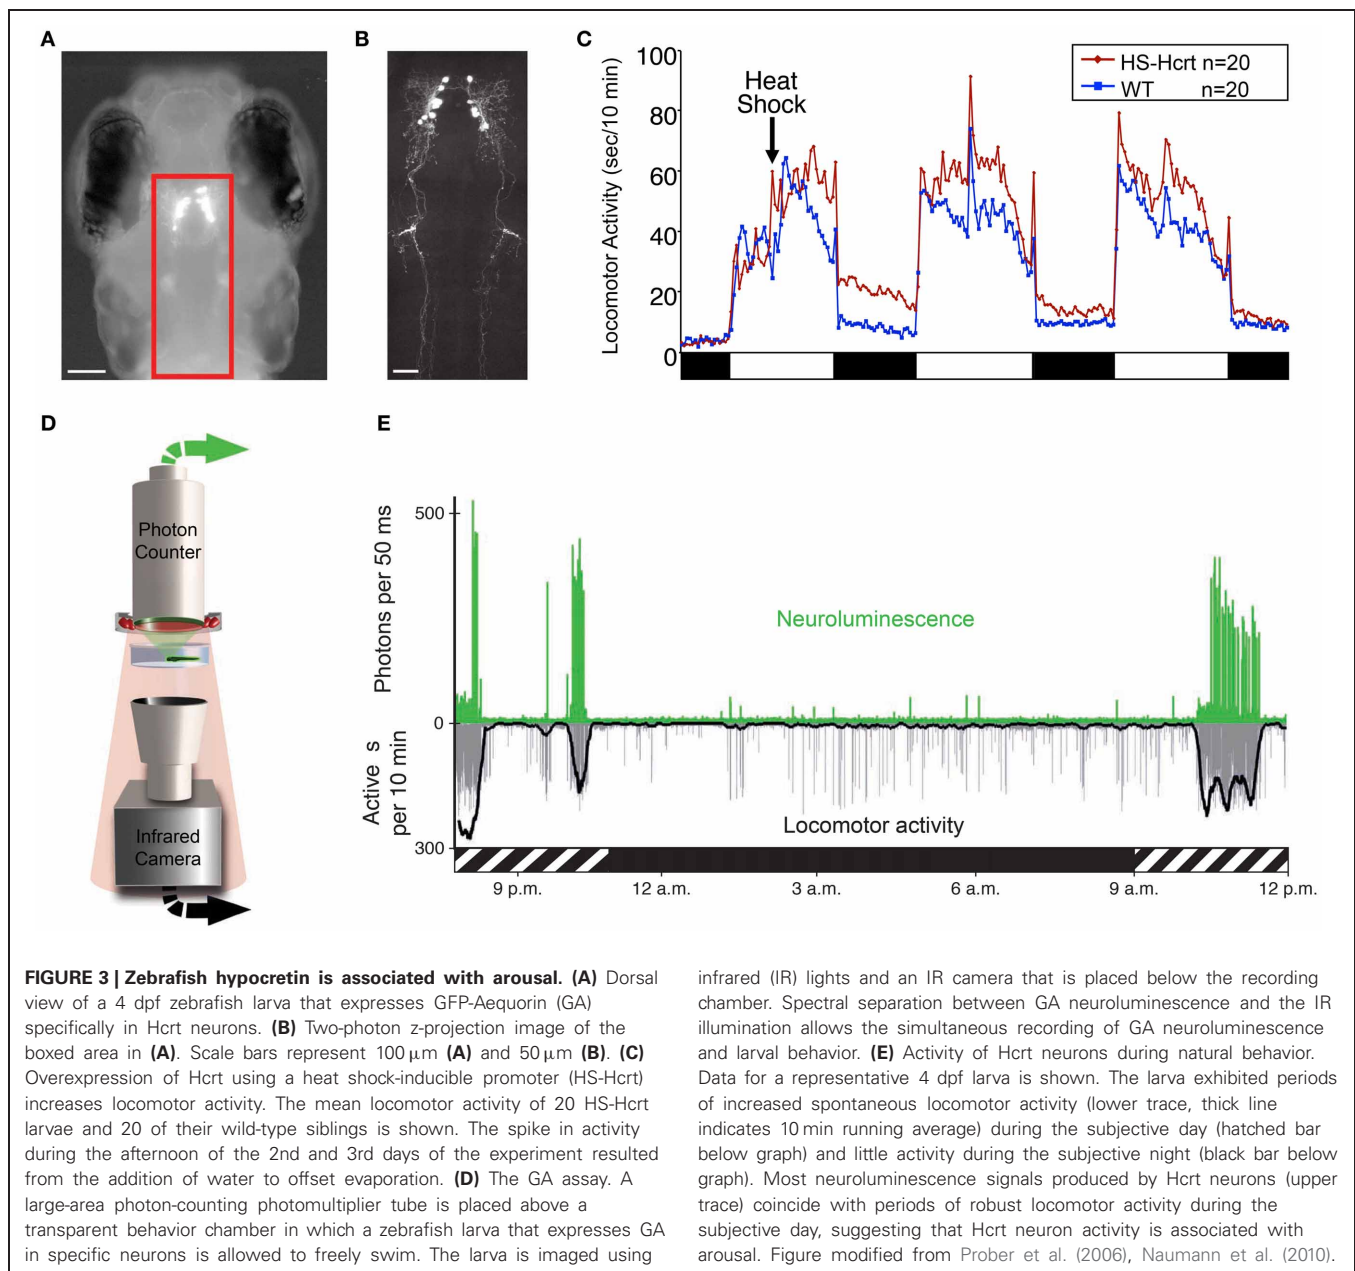 A
B
C
100
80
60
40
20
0
Locomotor Activity (sec/10 min)
Heat
Shock
HS-Hcrt n=20
WT n=20
D
Photon
Counter
Infrared
Camera
E
500
0
300
Photons per 50 ms
Active s
per 10 min
Neuroluminescence
Locomotor activity
9 p.m.
12 a.m.
3 a.m.
6 a.m.
9 a.m.
12 p.m.
FIGURE 3 | Zebrafish hypocretin is associated with arousal. (A) Dorsal
view of a 4 dpf zebrafish larva that expresses GFP-Aequorin (GA)
specifically in Hcrt neurons. (B) Two-photon z-projection image of the
boxed area in (A). Scale bars represent 100 μm (A) and 50 μm (B). (C)
Overexpression of Hcrt using a heat shock-inducible promoter (HS-Hcrt)
increases locomotor activity. The mean locomotor activity of 20 HS-Hcrt
larvae and 20 of their wild-type siblings is shown. The spike in activity
during the afternoon of the 2nd and 3rd days of the experiment resulted
from the addition of water to offset evaporation. (D) The GA assay. A
large-area photon-counting photomultiplier tube is placed above a
transparent behavior chamber in which a zebrafish larva that expresses GA
in specific neurons is allowed to freely swim. The larva is imaged using
infrared (IR) lights and an IR camera that is placed below the recording
chamber. Spectral separation between GA neuroluminescence and the IR
illumination allows the simultaneous recording of GA neuroluminescence
and larval behavior. (E) Activity of Hcrt neurons during natural behavior.
Data for a representative 4 dpf larva is shown. The larva exhibited periods
of increased spontaneous locomotor activity (lower trace, thick line
indicates 10 min running average) during the subjective day (hatched bar
below graph) and little activity during the subjective night (black bar below
graph). Most neuroluminescence signals produced by Hcrt neurons (upper
trace) coincide with periods of robust locomotor activity during the
subjective day, suggesting that Hcrt neuron activity is associated with
arousal. Figure modified from Prober et al. (2006), Naumann et al. (2010).